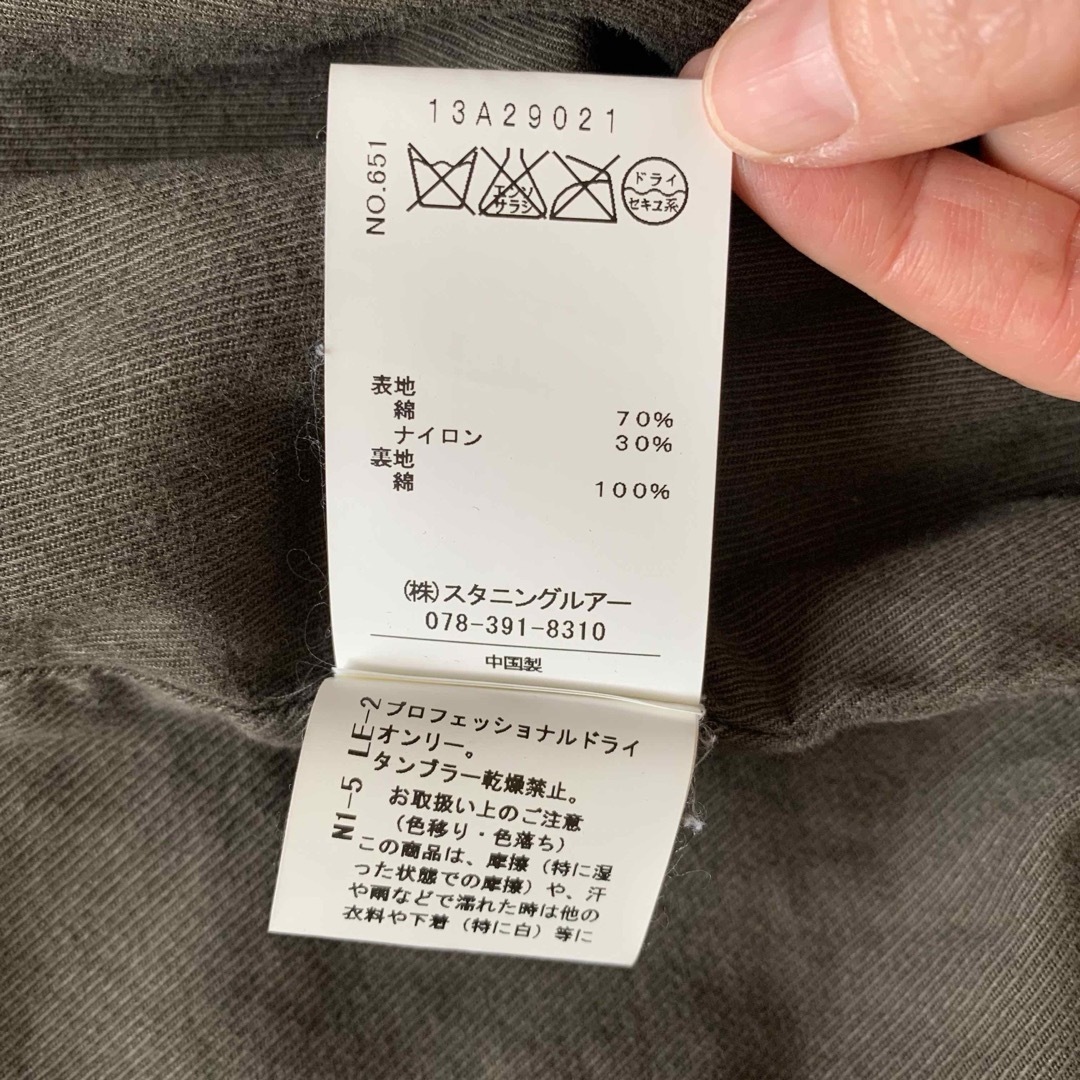 13A29021
NO.651
エンソ
サラシ
ドライ
セキユ系
表地
綿 70%
ナイロン 30%
裏地
綿 100%
(株)スタニングルアー
078-391-8310
中国製
N1-5 LE-2
プロフェッショナルドライ
オンリー。
タンブラー乾燥禁止。
お取扱い上のご注意
(色移り・色落ち)
この商品は、摩擦(特に湿
った状態での摩擦)や、汗
や雨などで濡れた時は他の
衣料や下着(特に白)等に